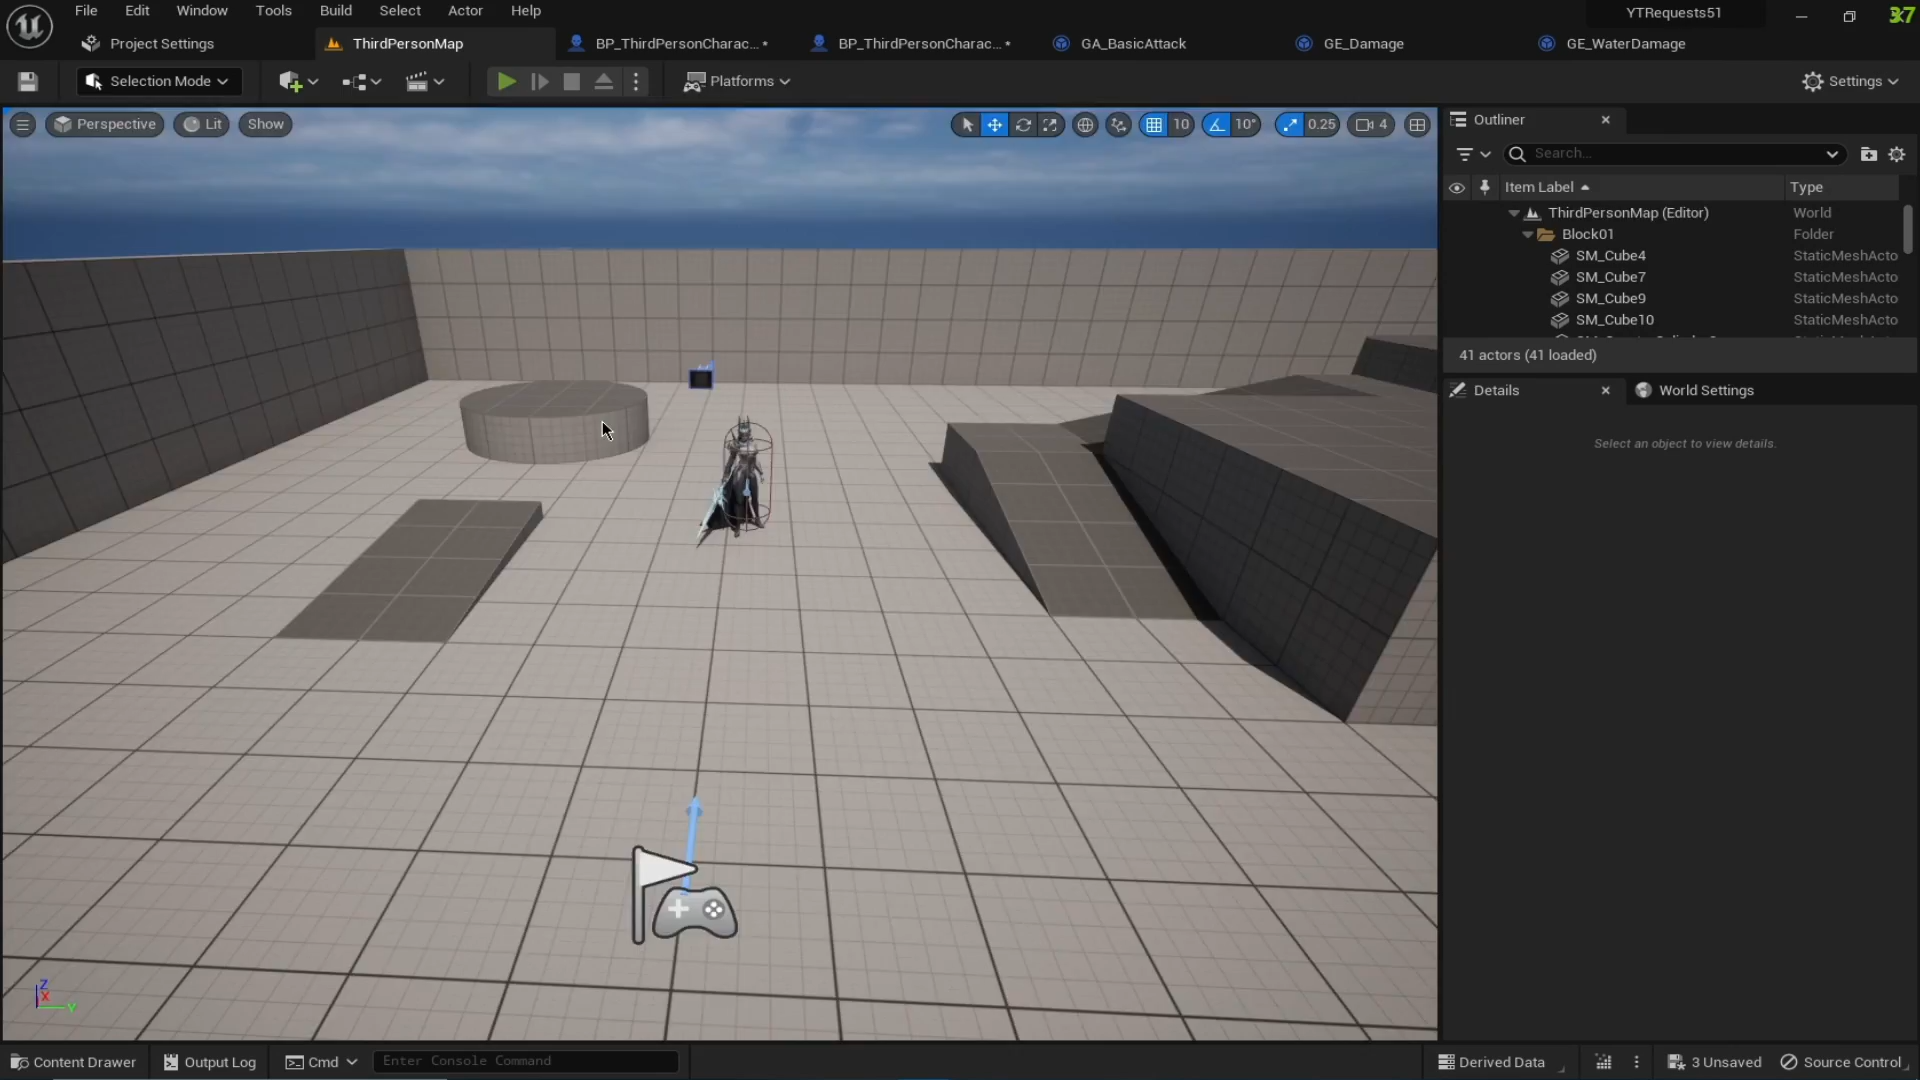 File Edit Window Tools Build Select Actor Help
YTRequests51
37
Project Settings
ThirdPersonMap
BP_ThirdPersonCharac... •
BP_ThirdPersonCharac... •
GA_BasicAttack
GE_Damage
GE_WaterDamage
Selection Mode
Platforms
Settings
Perspective
Lit
Show
10
10°
0.25
4
Outliner
Search...
Item Label
Type
ThirdPersonMap (Editor) World
Block01 Folder
SM_Cube4 StaticMeshActo
SM_Cube7 StaticMeshActo
SM_Cube9 StaticMeshActo
SM_Cube10 StaticMeshActo
41 actors (41 loaded)
Details
World Settings
Select an object to view details.
Z
X
Y
Content Drawer
Output Log
Cmd
Enter Console Command
Derived Data
3 Unsaved
Source Control